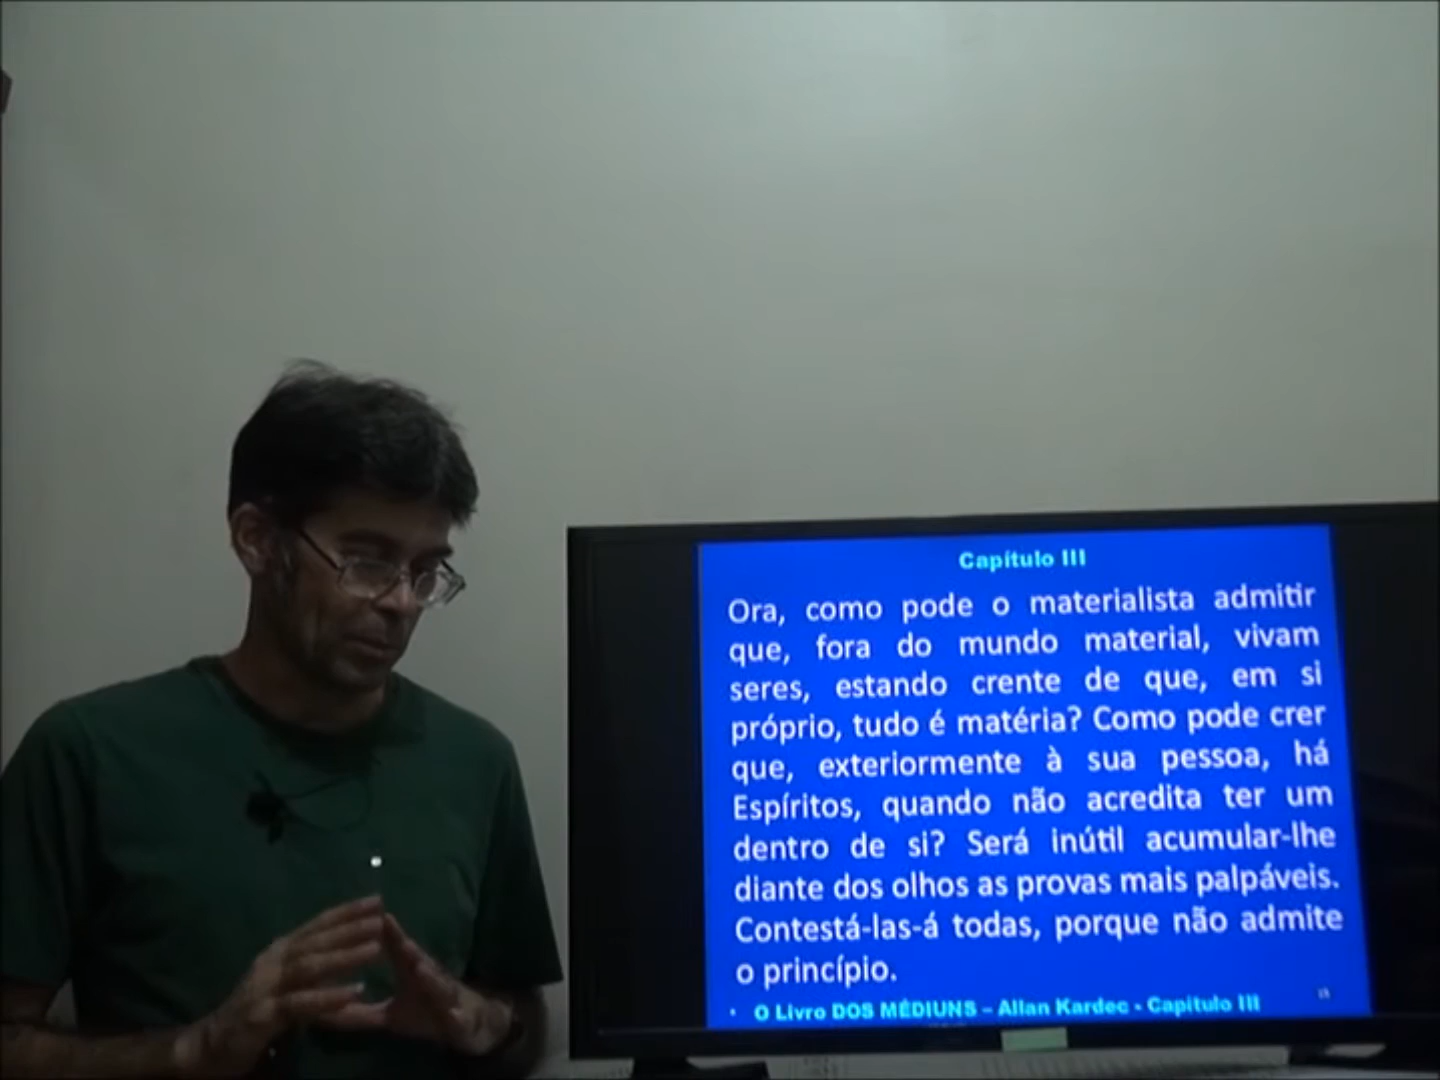 Capítulo III
Ora, como pode o materialista admitir
que, fora do mundo material, vivam
seres, estando crente de que, em si
próprio, tudo é matéria? Como pode crer
que, exteriormente à sua pessoa, há
Espíritos, quando não acredita ter um
dentro de si? Será inútil acumular-lhe
diante dos olhos as provas mais palpáveis.
Contestá-las-á todas, porque não admite
o princípio.
• O Livro DOS MÉDIUNS – Allan Kardec - Capítulo III